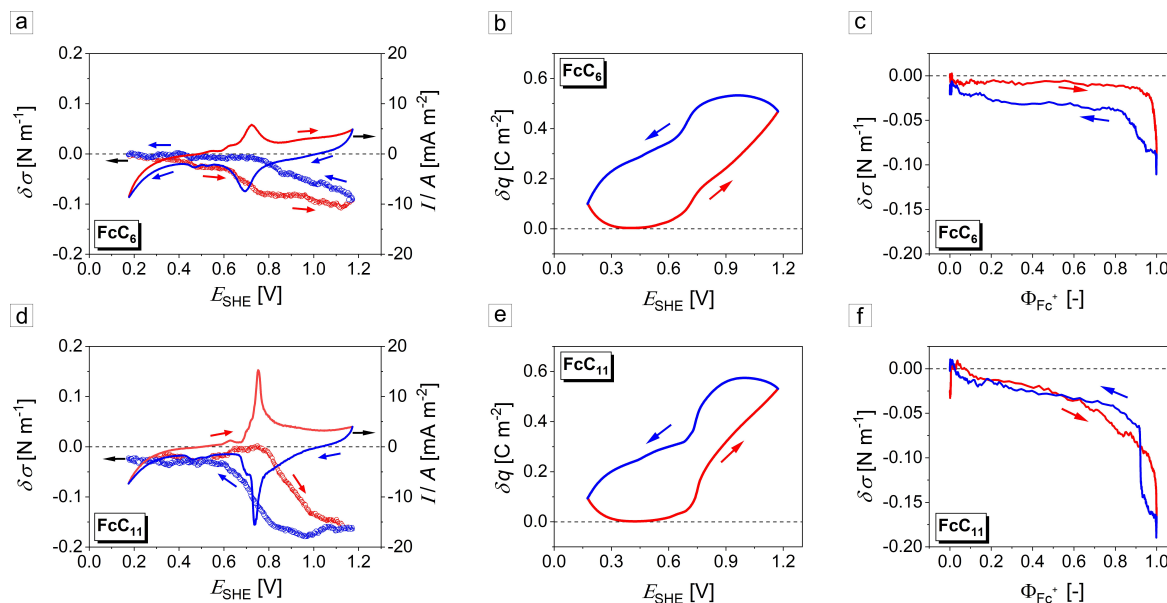 a
0.2
0.1
0.0
-0.1
-0.2
δσ [N m⁻¹]
20
10
0
-10
-20
I / A [mA m⁻²]
FcC₆
0.0 0.2 0.4 0.6 0.8 1.0 1.2
E_SHE [V]
b
FcC₆
0.6
0.4
0.2
0.0
δq [C m⁻²]
0.0 0.3 0.6 0.9 1.2
E_SHE [V]
c
0.00
-0.05
-0.10
-0.15
-0.20
δσ [N m⁻¹]
FcC₆
0.0 0.2 0.4 0.6 0.8 1.0
Φ_Fc⁺ [-]
d
0.2
0.1
0.0
-0.1
-0.2
δσ [N m⁻¹]
20
10
0
-10
-20
I / A [mA m⁻²]
FcC₁₁
0.0 0.2 0.4 0.6 0.8 1.0 1.2
E_SHE [V]
e
FcC₁₁
0.6
0.4
0.2
0.0
δq [C m⁻²]
0.0 0.3 0.6 0.9 1.2
E_SHE [V]
f
0.00
-0.05
-0.10
-0.15
-0.20
δσ [N m⁻¹]
FcC₁₁
0.0 0.2 0.4 0.6 0.8 1.0
Φ_Fc⁺ [-]